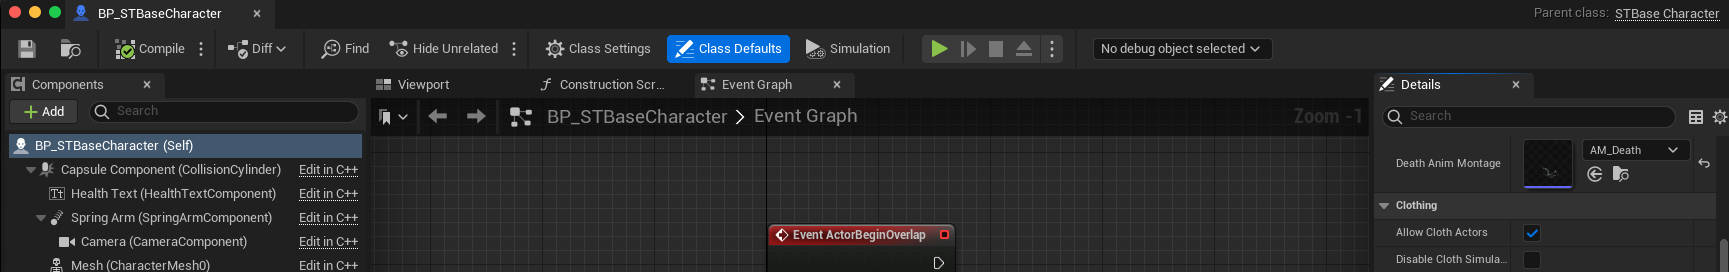 BP_STBaseCharacter
Parent class: STBase Character
Compile Diff Find Hide Unrelated Class Settings Class Defaults Simulation No debug object selected
Components Viewport Construction Scr... Event Graph Details
Add Search BP_STBaseCharacter Event Graph Zoom -1 Search
BP_STBaseCharacter (Self)
Capsule Component (CollisionCylinder) Edit in C++
Health Text (HealthTextComponent) Edit in C++
Spring Arm (SpringArmComponent) Edit in C++
Camera (CameraComponent) Edit in C++
Mesh (CharacterMesh0) Edit in C++
Event ActorBeginOverlap
Death Anim Montage AM_Death
Clothing
Allow Cloth Actors
Disable Cloth Simula...